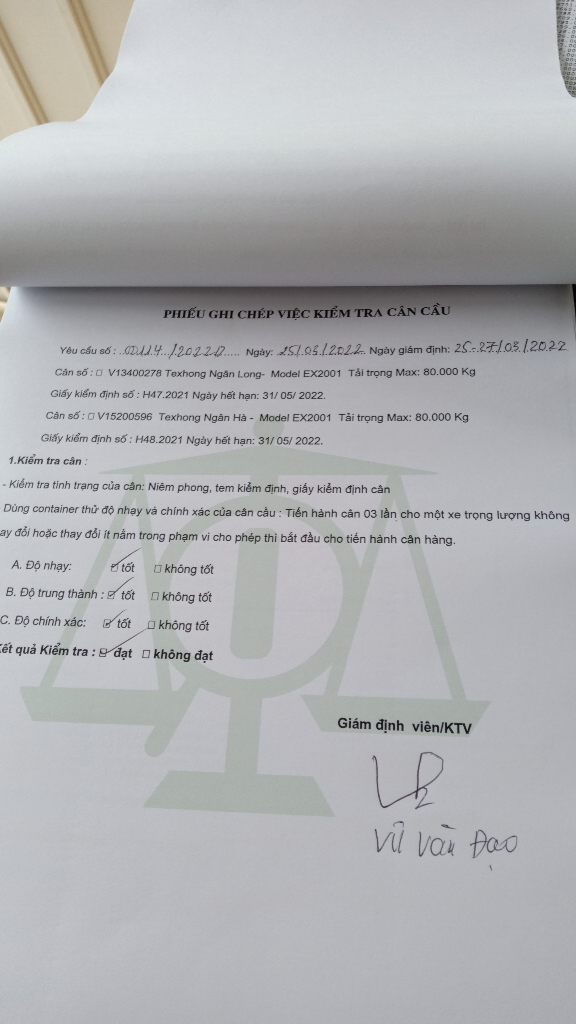 PHIẾU GHI CHÉP VIỆC KIỂM TRA CÂN CẦU
Yêu cầu số : ../2022.... Ngày: 25/03/2022 Ngày giám định: 25-27/03/2022
Cân số : □ V13400278 Texhong Ngân Long- Model EX2001 Tải trọng Max: 80.000 Kg
Giấy kiểm định số : H47.2021 Ngày hết hạn: 31/ 05/ 2022.
Cân số : □ V15200596 Texhong Ngân Hà - Model EX2001 Tải trọng Max: 80.000 Kg
Giấy kiểm định số : H48.2021 Ngày hết hạn: 31/ 05/ 2022.
1.Kiểm tra cân :
- Kiểm tra tình trạng của cân: Niêm phong, tem kiểm định, giấy kiểm định cân
Dùng container thử độ nhạy và chính xác của cân cầu : Tiến hành cân 03 lần cho một xe trọng lượng không
ay đổi hoặc thay đổi ít nằm trong phạm vi cho phép thì bắt đầu cho tiến hành cân hàng.
A. Độ nhạy: ☑ tốt □ không tốt
B. Độ trung thành : ☑ tốt □ không tốt
C. Độ chính xác: ☑ tốt □ không tốt
Kết quả Kiểm tra : ☑ đạt □ không đạt
Giám định viên/KTV
Vũ Văn Đạo